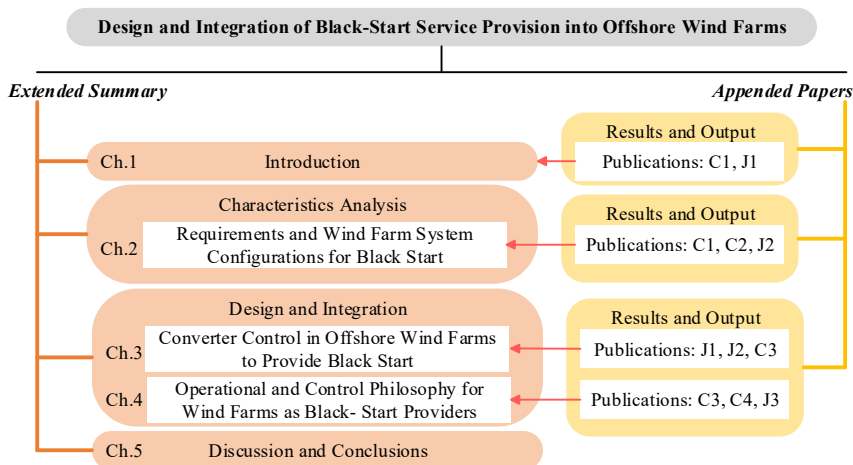 Design and Integration of Black-Start Service Provision into Offshore Wind Farms
Extended Summary
Appended Papers
Ch.1
Introduction
Results and Output
Publications: C1, J1
Characteristics Analysis
Ch.2
Requirements and Wind Farm System
Configurations for Black Start
Results and Output
Publications: C1, C2, J2
Design and Integration
Ch.3
Converter Control in Offshore Wind Farms
to Provide Black Start
Results and Output
Publications: J1, J2, C3
Ch.4
Operational and Control Philosophy for
Wind Farms as Black- Start Providers
Publications: C3, C4, J3
Ch.5
Discussion and Conclusions